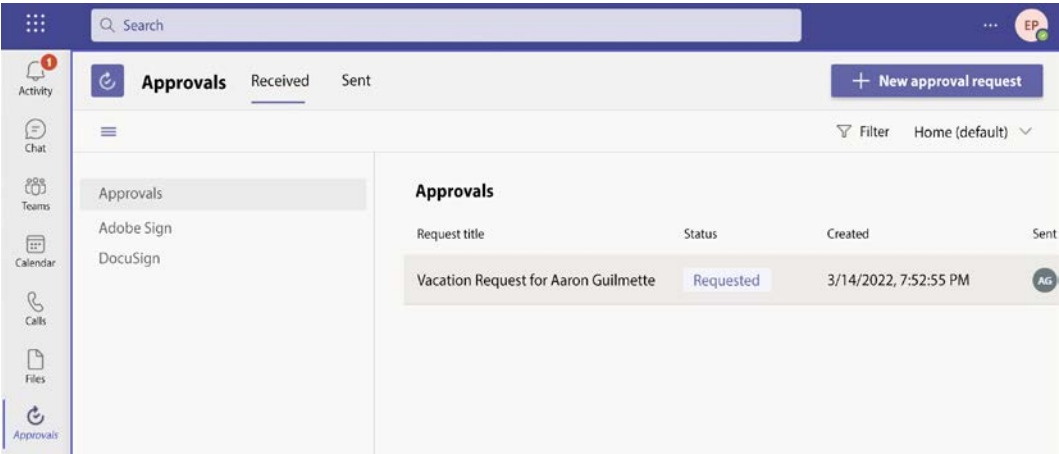 Search
...
EP
1
Activity
Chat
Teams
Calendar
Calls
Files
Approvals
Approvals Received Sent
+ New approval request
Filter Home (default)
Approvals
Adobe Sign
DocuSign
Approvals
Request title Status Created Sent
Vacation Request for Aaron Guilmette Requested 3/14/2022, 7:52:55 PM AG